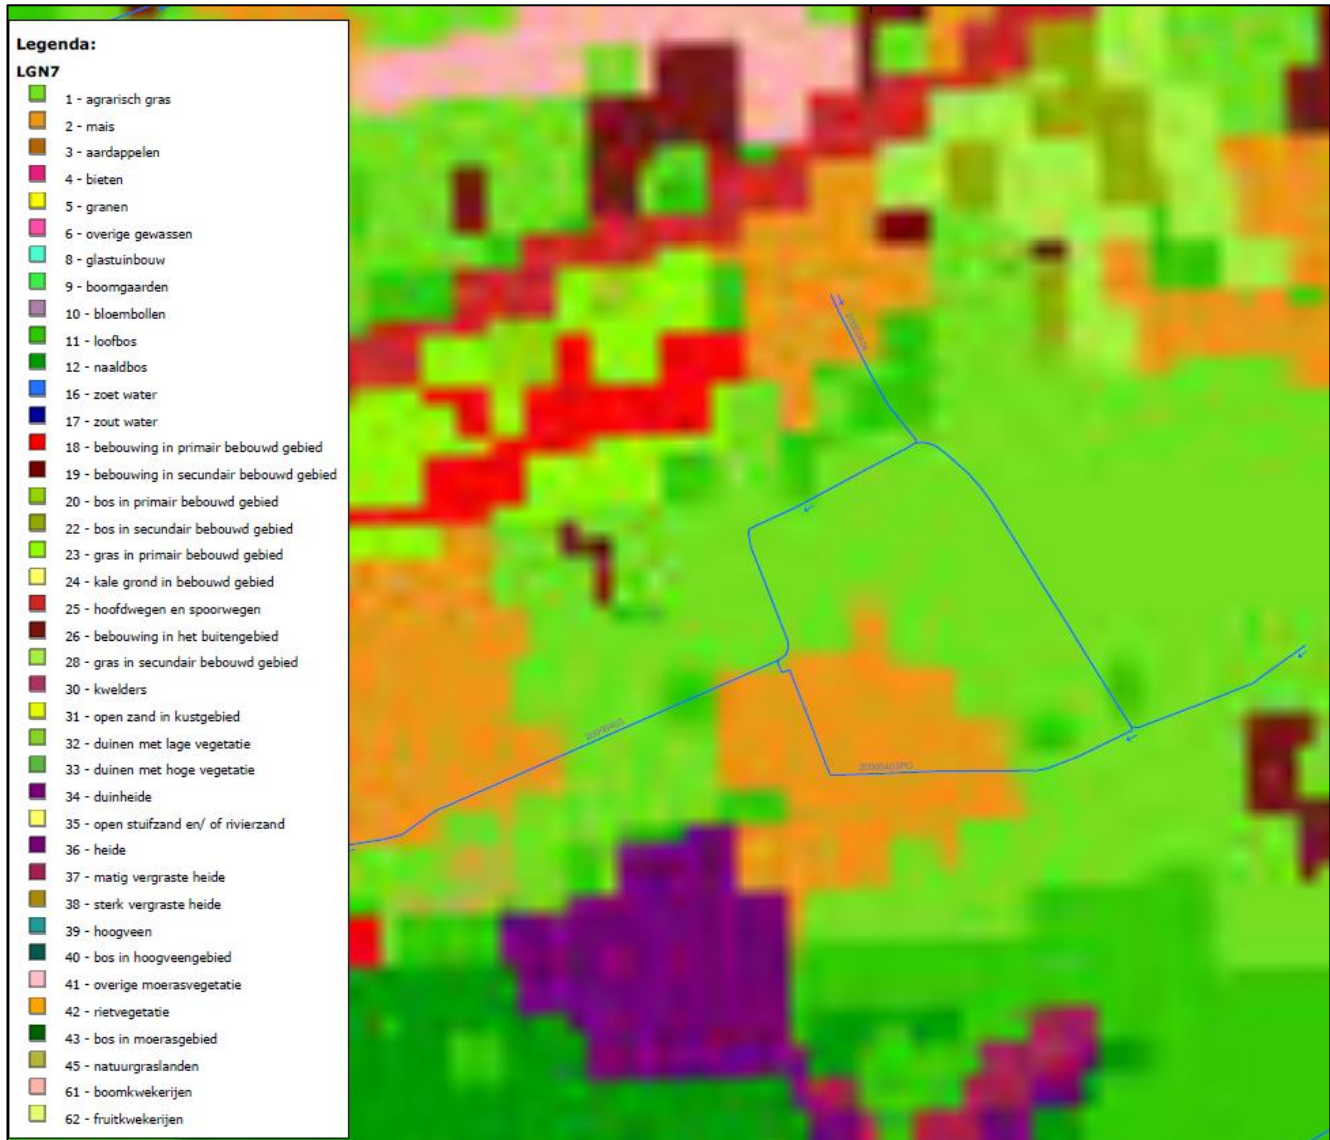 Legenda:
LGN7
1 - agrarisch gras
2 - mais
3 - aardappelen
4 - bieten
5 - granen
6 - overige gewassen
8 - glastuinbouw
9 - boomgaarden
10 - bloembollen
11 - loofbos
12 - naaldbos
16 - zoet water
17 - zout water
18 - bebouwing in primair bebouwd gebied
19 - bebouwing in secundair bebouwd gebied
20 - bos in primair bebouwd gebied
22 - bos in secundair bebouwd gebied
23 - gras in primair bebouwd gebied
24 - kale grond in bebouwd gebied
25 - hoofdwegen en spoorwegen
26 - bebouwing in het buitengebied
28 - gras in secundair bebouwd gebied
30 - kwelders
31 - open zand in kustgebied
32 - duinen met lage vegetatie
33 - duinen met hoge vegetatie
34 - duinheide
35 - open stuifzand en/ of rivierzand
36 - heide
37 - matig vergraste heide
38 - sterk vergraste heide
39 - hoogveen
40 - bos in hoogveengebied
41 - overige moerasvegetatie
42 - rietvegetatie
43 - bos in moerasgebied
45 - natuurgraslanden
61 - boomkwekerijen
62 - fruitkwekerijen